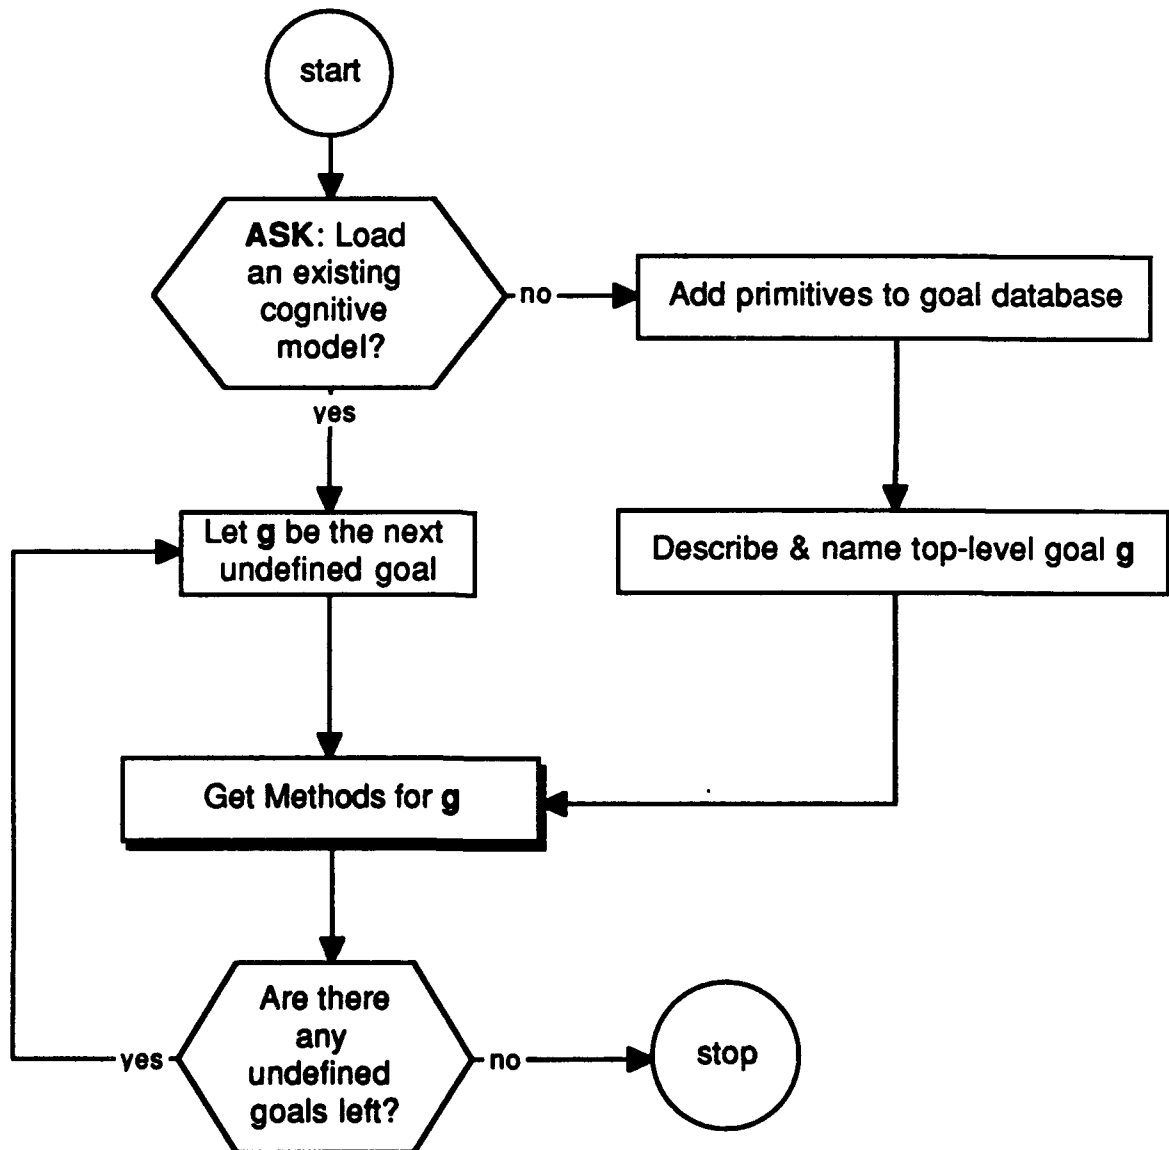 start
ASK: Load
an existing
cognitive
model?
no
Add primitives to goal database
yes
Let g be the next
undefined goal
Describe & name top-level goal g
Get Methods for g
Are there
any
undefined
goals left?
yes
no
stop